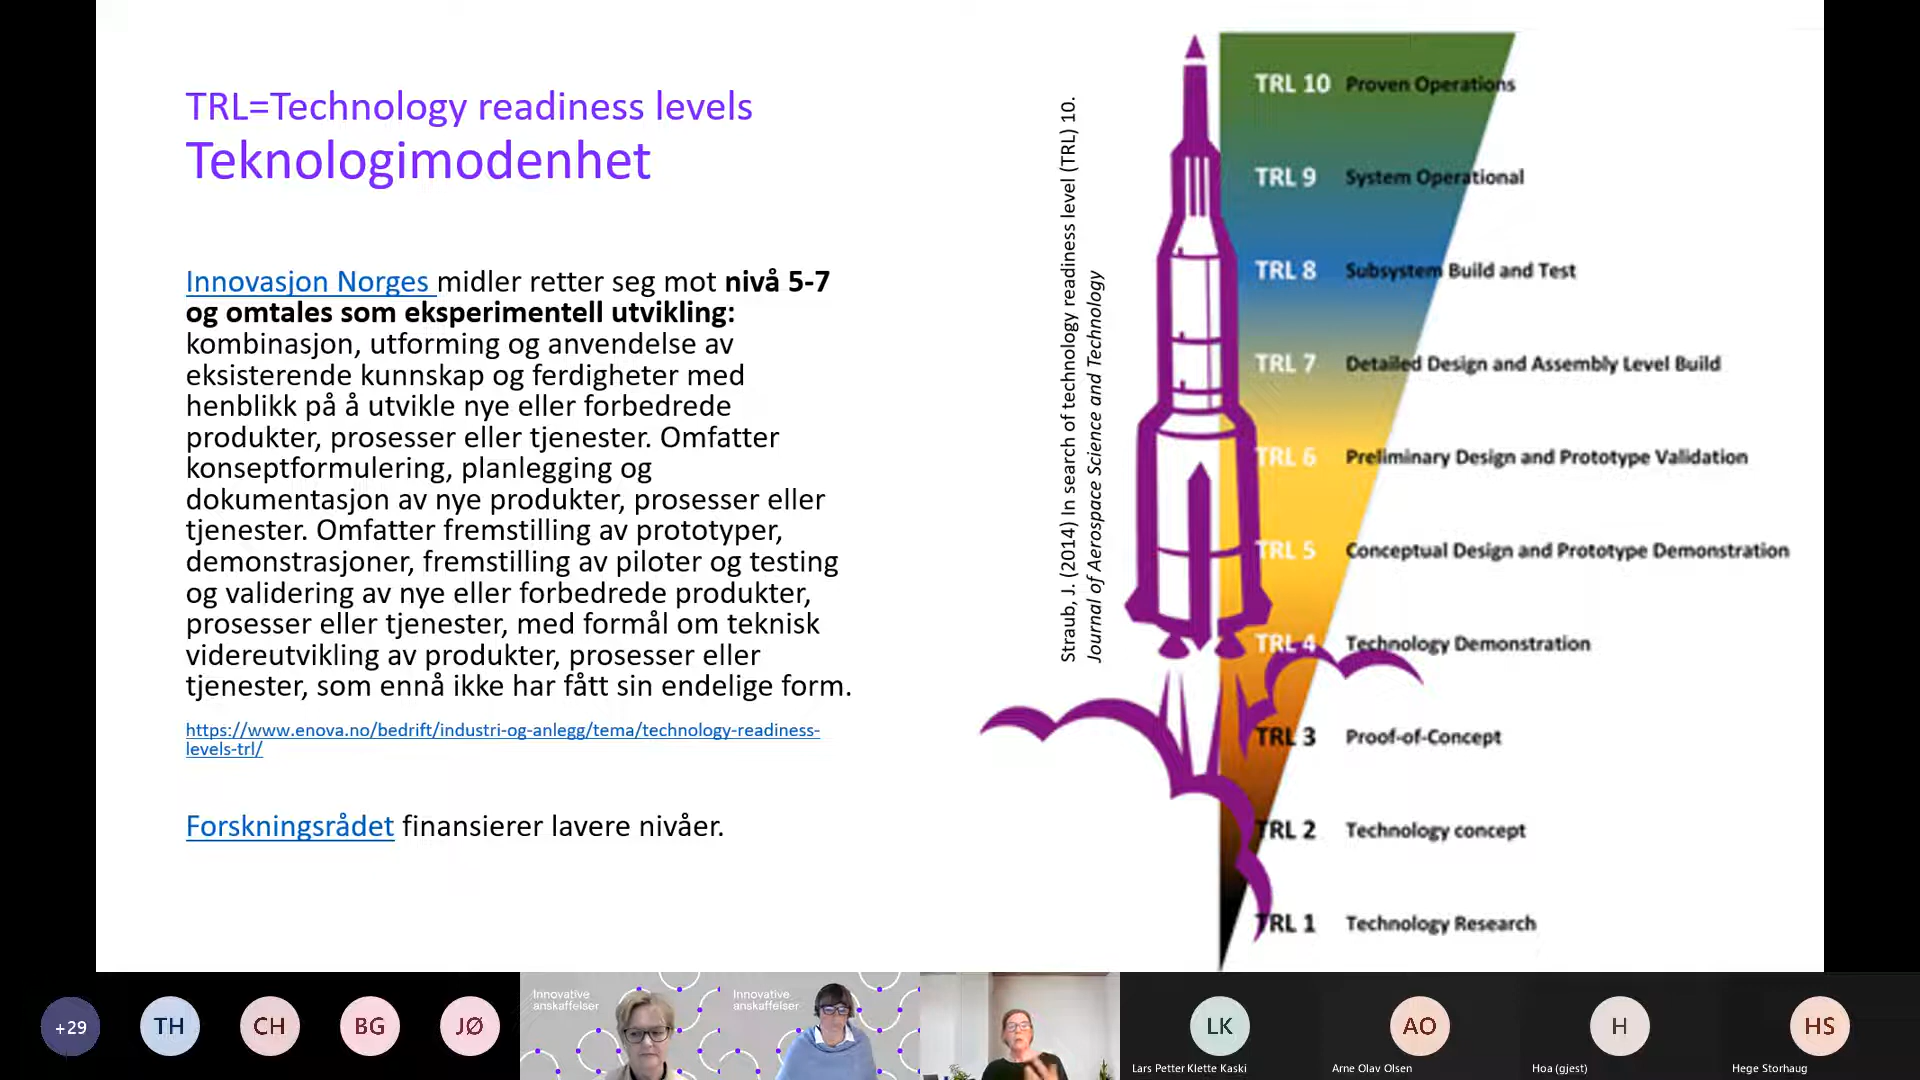 TRL=Technology readiness levels
Teknologimodenhet
Innovasjon Norges midler retter seg mot nivå 5-7
og omtales som eksperimentell utvikling:
kombinasjon, utforming og anvendelse av
eksisterende kunnskap og ferdigheter med
henblikk på å utvikle nye eller forbedrede
produkter, prosesser eller tjenester. Omfatter
konseptformulering, planlegging og
dokumentasjon av nye produkter, prosesser eller
tjenester. Omfatter fremstilling av prototyper,
demonstrasjoner, fremstilling av piloter og testing
og validering av nye eller forbedrede produkter,
prosesser eller tjenester, med formål om teknisk
videreutvikling av produkter, prosesser eller
tjenester, som ennå ikke har fått sin endelige form.
https://www.enova.no/bedrift/industri-og-anlegg/tema/technology-readiness-
levels-trl/
Forskningsrådet finansierer lavere nivåer.
Straub, J. (2014) In search of technology readiness level (TRL) 10.
Journal of Aerospace Science and Technology
TRL 10 Proven Operations
TRL 9 System Operational
TRL 8 Subsystem Build and Test
TRL 7 Detailed Design and Assembly Level Build
TRL 6 Preliminary Design and Prototype Validation
TRL 5 Conceptual Design and Prototype Demonstration
TRL 4 Technology Demonstration
TRL 3 Proof-of-Concept
TRL 2 Technology concept
TRL 1 Technology Research
+29
TH
CH
BG
JØ
Innovative
anskaffelser
Innovative
anskaffelser
LK
Lars Petter Klette Kaski
AO
Arne Olav Olsen
H
Hoa (gjest)
HS
Hege Storhaug